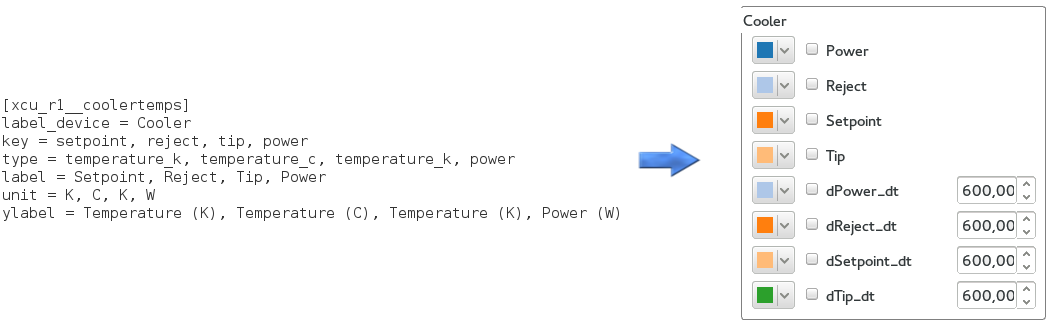 [xcu_r1__coolertemps]
label_device = Cooler
key = setpoint, reject, tip, power
type = temperature_k, temperature_c, temperature_k, power
label = Setpoint, Reject, Tip, Power
unit = K, C, K, W
ylabel = Temperature (K), Temperature (C), Temperature (K), Power (W)
Cooler
Power
Reject
Setpoint
Tip
dPower_dt 600,00
dReject_dt 600,00
dSetpoint_dt 600,00
dTip_dt 600,00